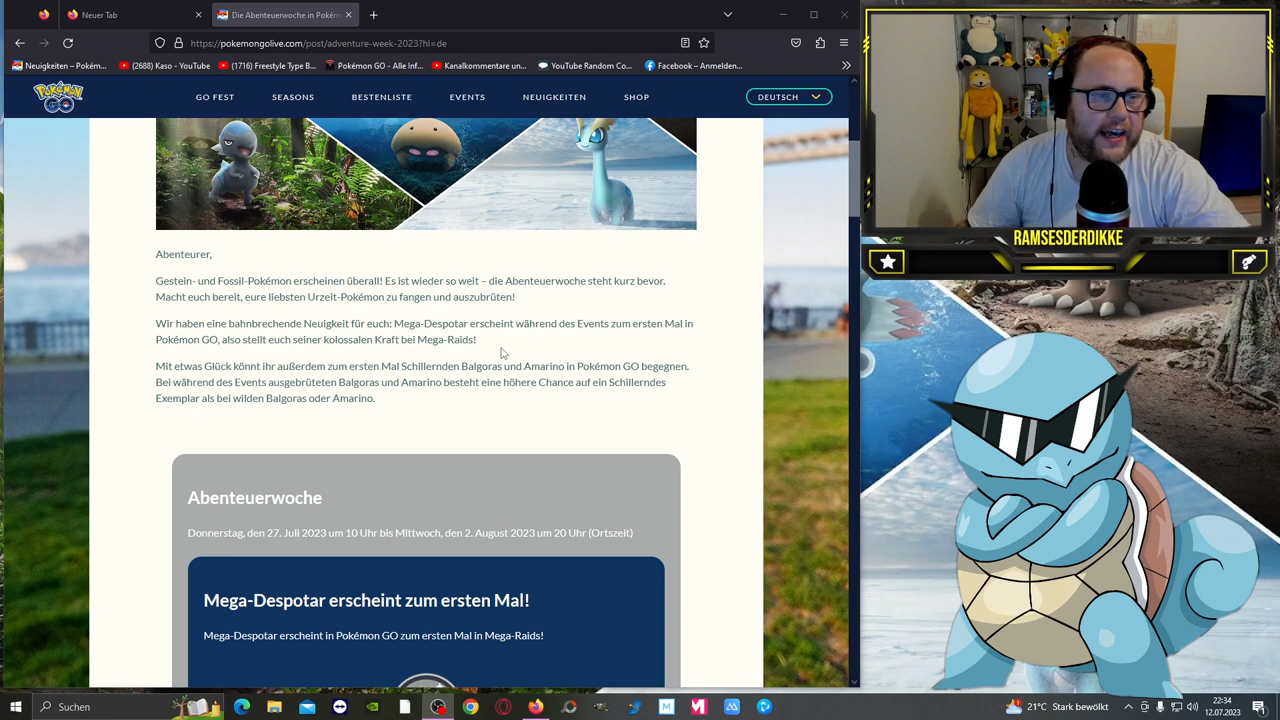 Neuer Tab
Die Abenteuerwoche in Pokém
https://pokemongolive.com/post/adventure-week-2023?hl=de
Neuigkeiten – Pokém... (2688) Kaso - YouTube (1716) Freestyle Type B... Pokémon GO - Alle Inf... Kanalkommentare un... YouTube Random Co... Facebook – Anmelden...
POKÉMON GO
GO FEST SEASONS BESTENLISTE EVENTS NEUIGKEITEN SHOP DEUTSCH
Abenteurer,
Gestein- und Fossil-Pokémon erscheinen überall! Es ist wieder so weit – die Abenteuerwoche steht kurz bevor.
Macht euch bereit, eure liebsten Urzeit-Pokémon zu fangen und auszubrüten!
Wir haben eine bahnbrechende Neuigkeit für euch: Mega-Despotar erscheint während des Events zum ersten Mal in
Pokémon GO, also stellt euch seiner kolossalen Kraft bei Mega-Raids!
Mit etwas Glück könnt ihr außerdem zum ersten Mal Schillernden Balgoras und Amarino in Pokémon GO begegnen.
Bei während des Events ausgebrüteten Balgoras und Amarino besteht eine höhere Chance auf ein Schillerndes
Exemplar als bei wilden Balgoras oder Amarino.
Abenteuerwoche
Donnerstag, den 27. Juli 2023 um 10 Uhr bis Mittwoch, den 2. August 2023 um 20 Uhr (Ortszeit)
Mega-Despotar erscheint zum ersten Mal!
Mega-Despotar erscheint in Pokémon GO zum ersten Mal in Mega-Raids!
RAMSESDERDIKKE
Suchen
21°C Stark bewölkt
22:34
12.07.2023